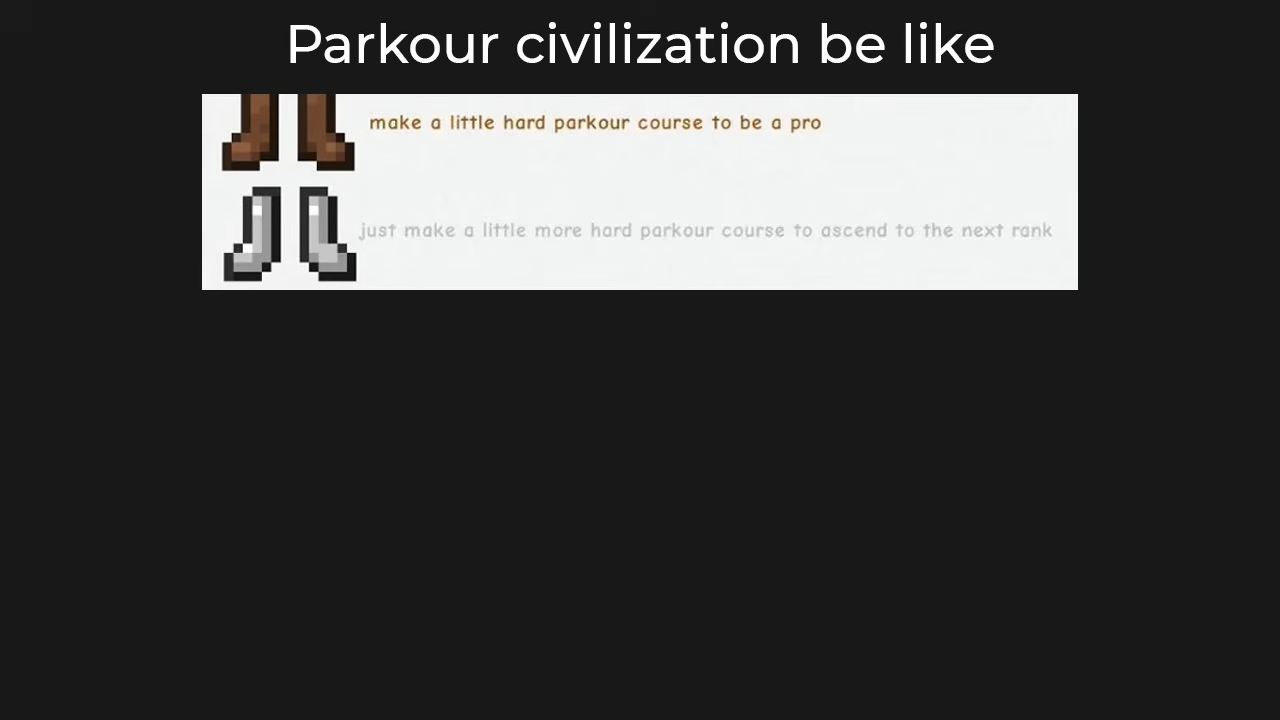 Parkour civilization be like
make a little hard parkour course to be a pro
just make a little more hard parkour course to ascend to the next rank